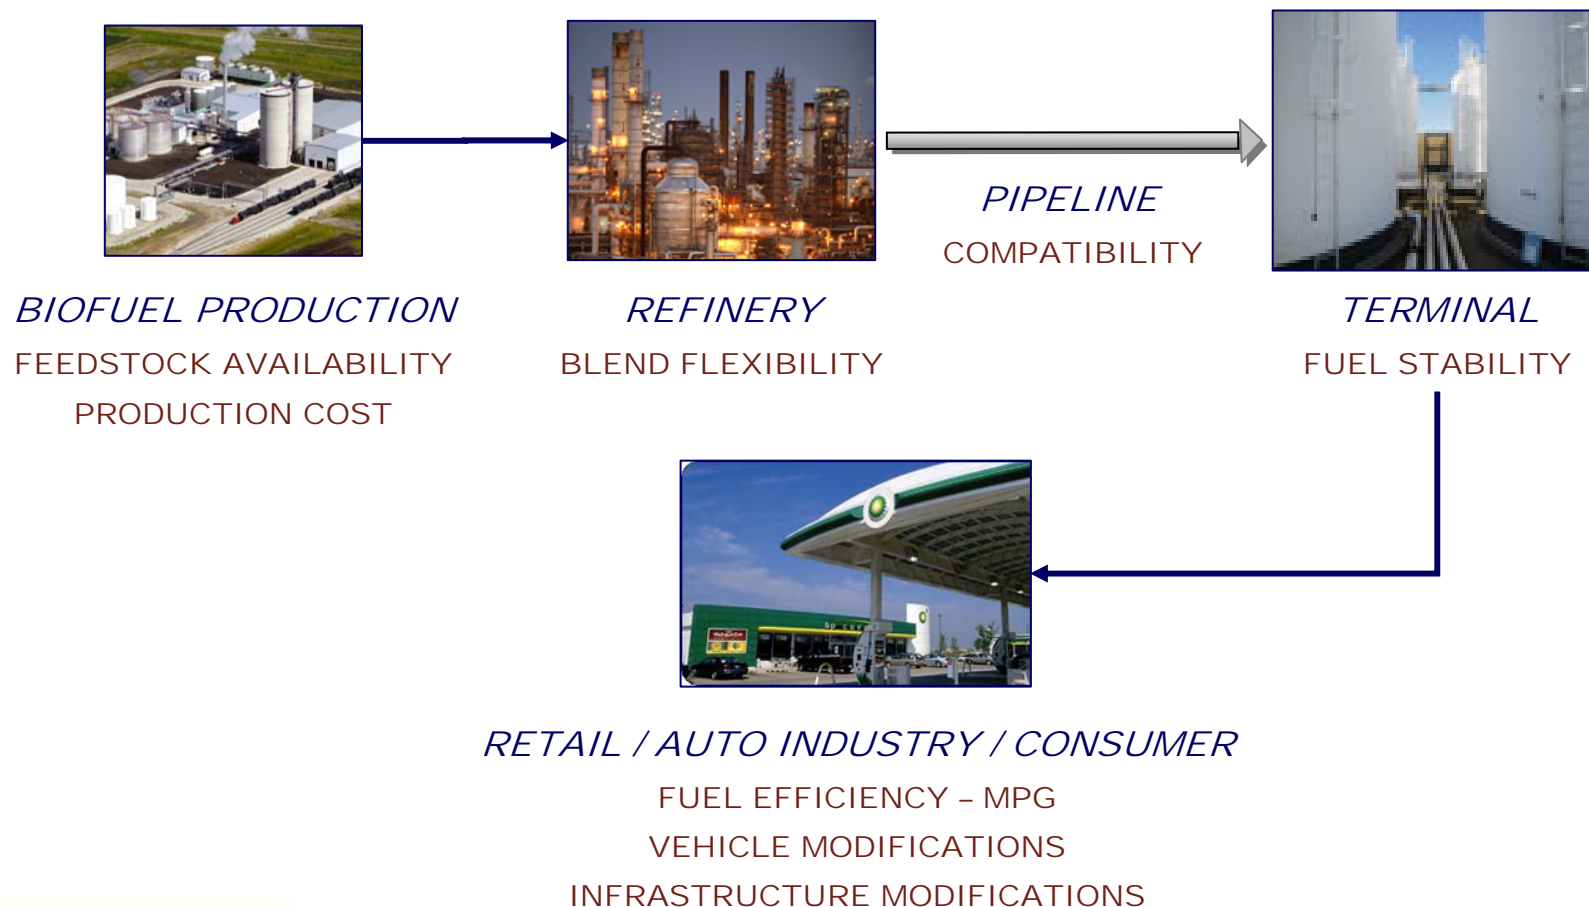 PIPELINE
COMPATIBILITY
BIOFUEL PRODUCTION
FEEDSTOCK AVAILABILITY
PRODUCTION COST
REFINERY
BLEND FLEXIBILITY
TERMINAL
FUEL STABILITY
bp
RETAIL / AUTO INDUSTRY / CONSUMER
FUEL EFFICIENCY – MPG
VEHICLE MODIFICATIONS
INFRASTRUCTURE MODIFICATIONS